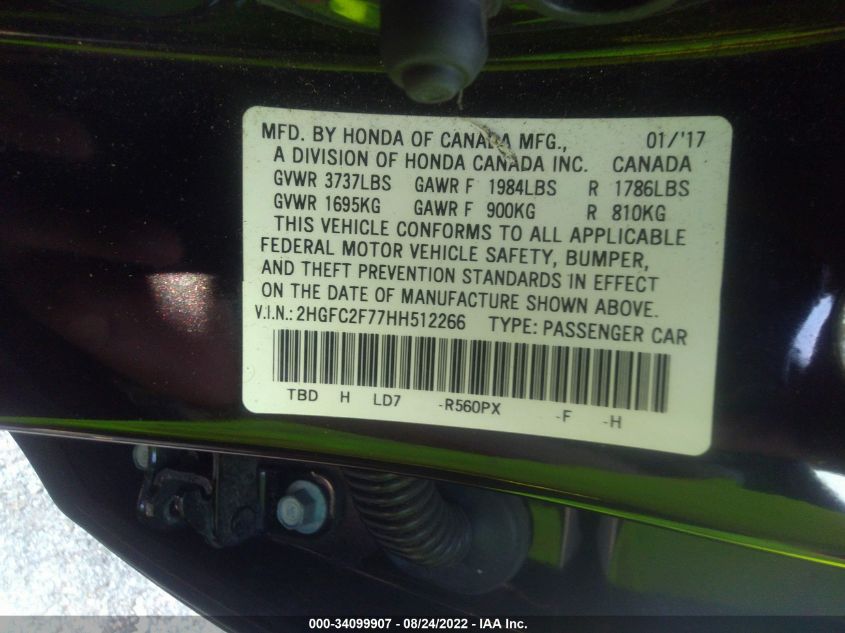 MFD. BY HONDA OF CANADA MFG., 01/'17
A DIVISION OF HONDA CANADA INC. CANADA
GVWR 3737LBS GAWR F 1984LBS R 1786LBS
GVWR 1695KG GAWR F 900KG R 810KG
THIS VEHICLE CONFORMS TO ALL APPLICABLE
FEDERAL MOTOR VEHICLE SAFETY, BUMPER,
AND THEFT PREVENTION STANDARDS IN EFFECT
ON THE DATE OF MANUFACTURE SHOWN ABOVE.
V.I.N.: 2HGFC2F77HH512266 TYPE: PASSENGER CAR
TBD H LD7 -R560PX -F -H
000-34099907 - 08/24/2022 - IAA Inc.